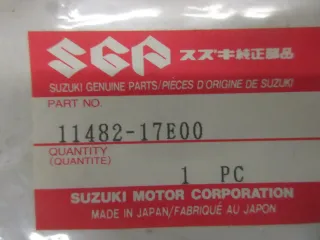 SGP スズキ純正部品
SUZUKI GENUINE PARTS/PIÈCES D'ORIGINE DE SUZUKI
PART NO.
11482-17E00
QUANTITY
(QUANTITÉ)
1 PC
SUZUKI MOTOR CORPORATION
MADE IN JAPAN/FABRIQUÉ AU JAPON